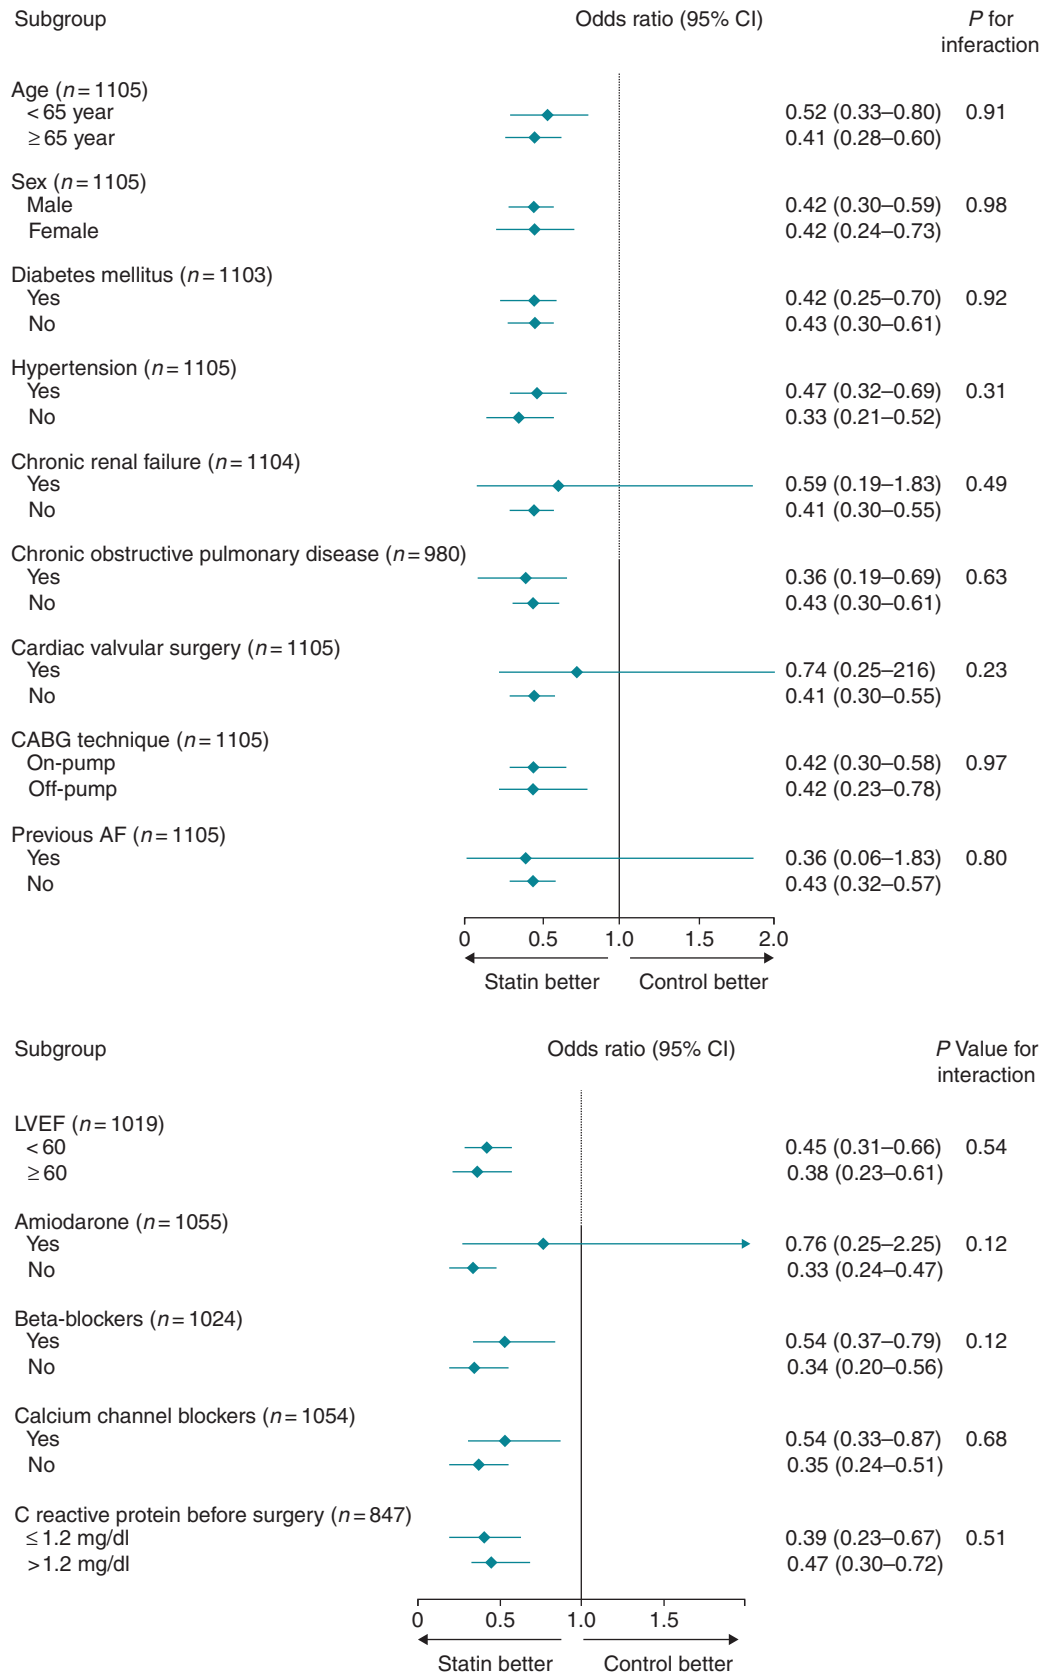 Subgroup Odds ratio (95% CI) P for
inferaction
Age (n = 1105)
< 65 year 0.52 (0.33–0.80) 0.91
≥ 65 year 0.41 (0.28–0.60)
Sex (n = 1105)
Male 0.42 (0.30–0.59) 0.98
Female 0.42 (0.24–0.73)
Diabetes mellitus (n = 1103)
Yes 0.42 (0.25–0.70) 0.92
No 0.43 (0.30–0.61)
Hypertension (n = 1105)
Yes 0.47 (0.32–0.69) 0.31
No 0.33 (0.21–0.52)
Chronic renal failure (n = 1104)
Yes 0.59 (0.19–1.83) 0.49
No 0.41 (0.30–0.55)
Chronic obstructive pulmonary disease (n = 980)
Yes 0.36 (0.19–0.69) 0.63
No 0.43 (0.30–0.61)
Cardiac valvular surgery (n = 1105)
Yes 0.74 (0.25–216) 0.23
No 0.41 (0.30–0.55)
CABG technique (n = 1105)
On-pump 0.42 (0.30–0.58) 0.97
Off-pump 0.42 (0.23–0.78)
Previous AF (n = 1105)
Yes 0.36 (0.06–1.83) 0.80
No 0.43 (0.32–0.57)
0 0.5 1.0 1.5 2.0
Statin better Control better
Subgroup Odds ratio (95% CI) P Value for
interaction
LVEF (n = 1019)
< 60 0.45 (0.31–0.66) 0.54
≥ 60 0.38 (0.23–0.61)
Amiodarone (n = 1055)
Yes 0.76 (0.25–2.25) 0.12
No 0.33 (0.24–0.47)
Beta-blockers (n = 1024)
Yes 0.54 (0.37–0.79) 0.12
No 0.34 (0.20–0.56)
Calcium channel blockers (n = 1054)
Yes 0.54 (0.33–0.87) 0.68
No 0.35 (0.24–0.51)
C reactive protein before surgery (n = 847)
≤ 1.2 mg/dl 0.39 (0.23–0.67) 0.51
> 1.2 mg/dl 0.47 (0.30–0.72)
0 0.5 1.0 1.5
Statin better Control better